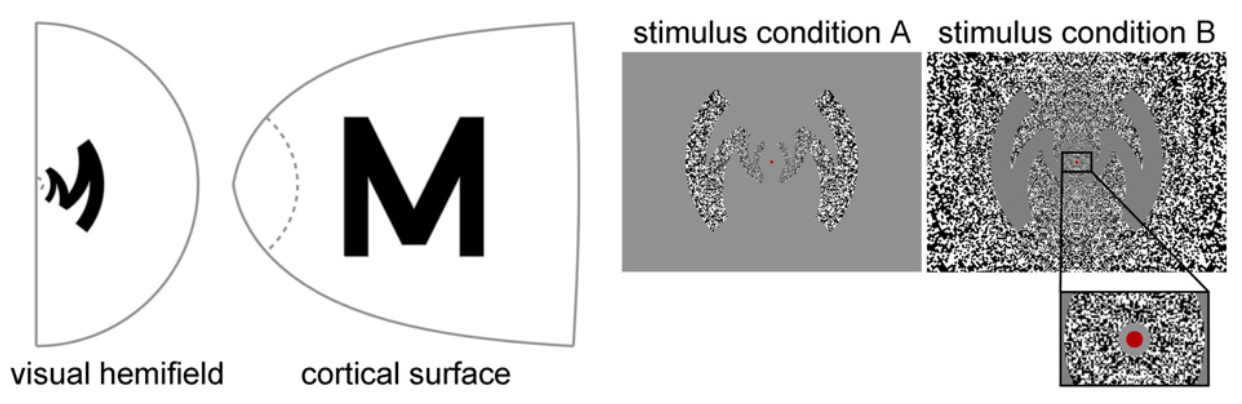 stimulus condition A
stimulus condition B
M
visual hemifield
cortical surface